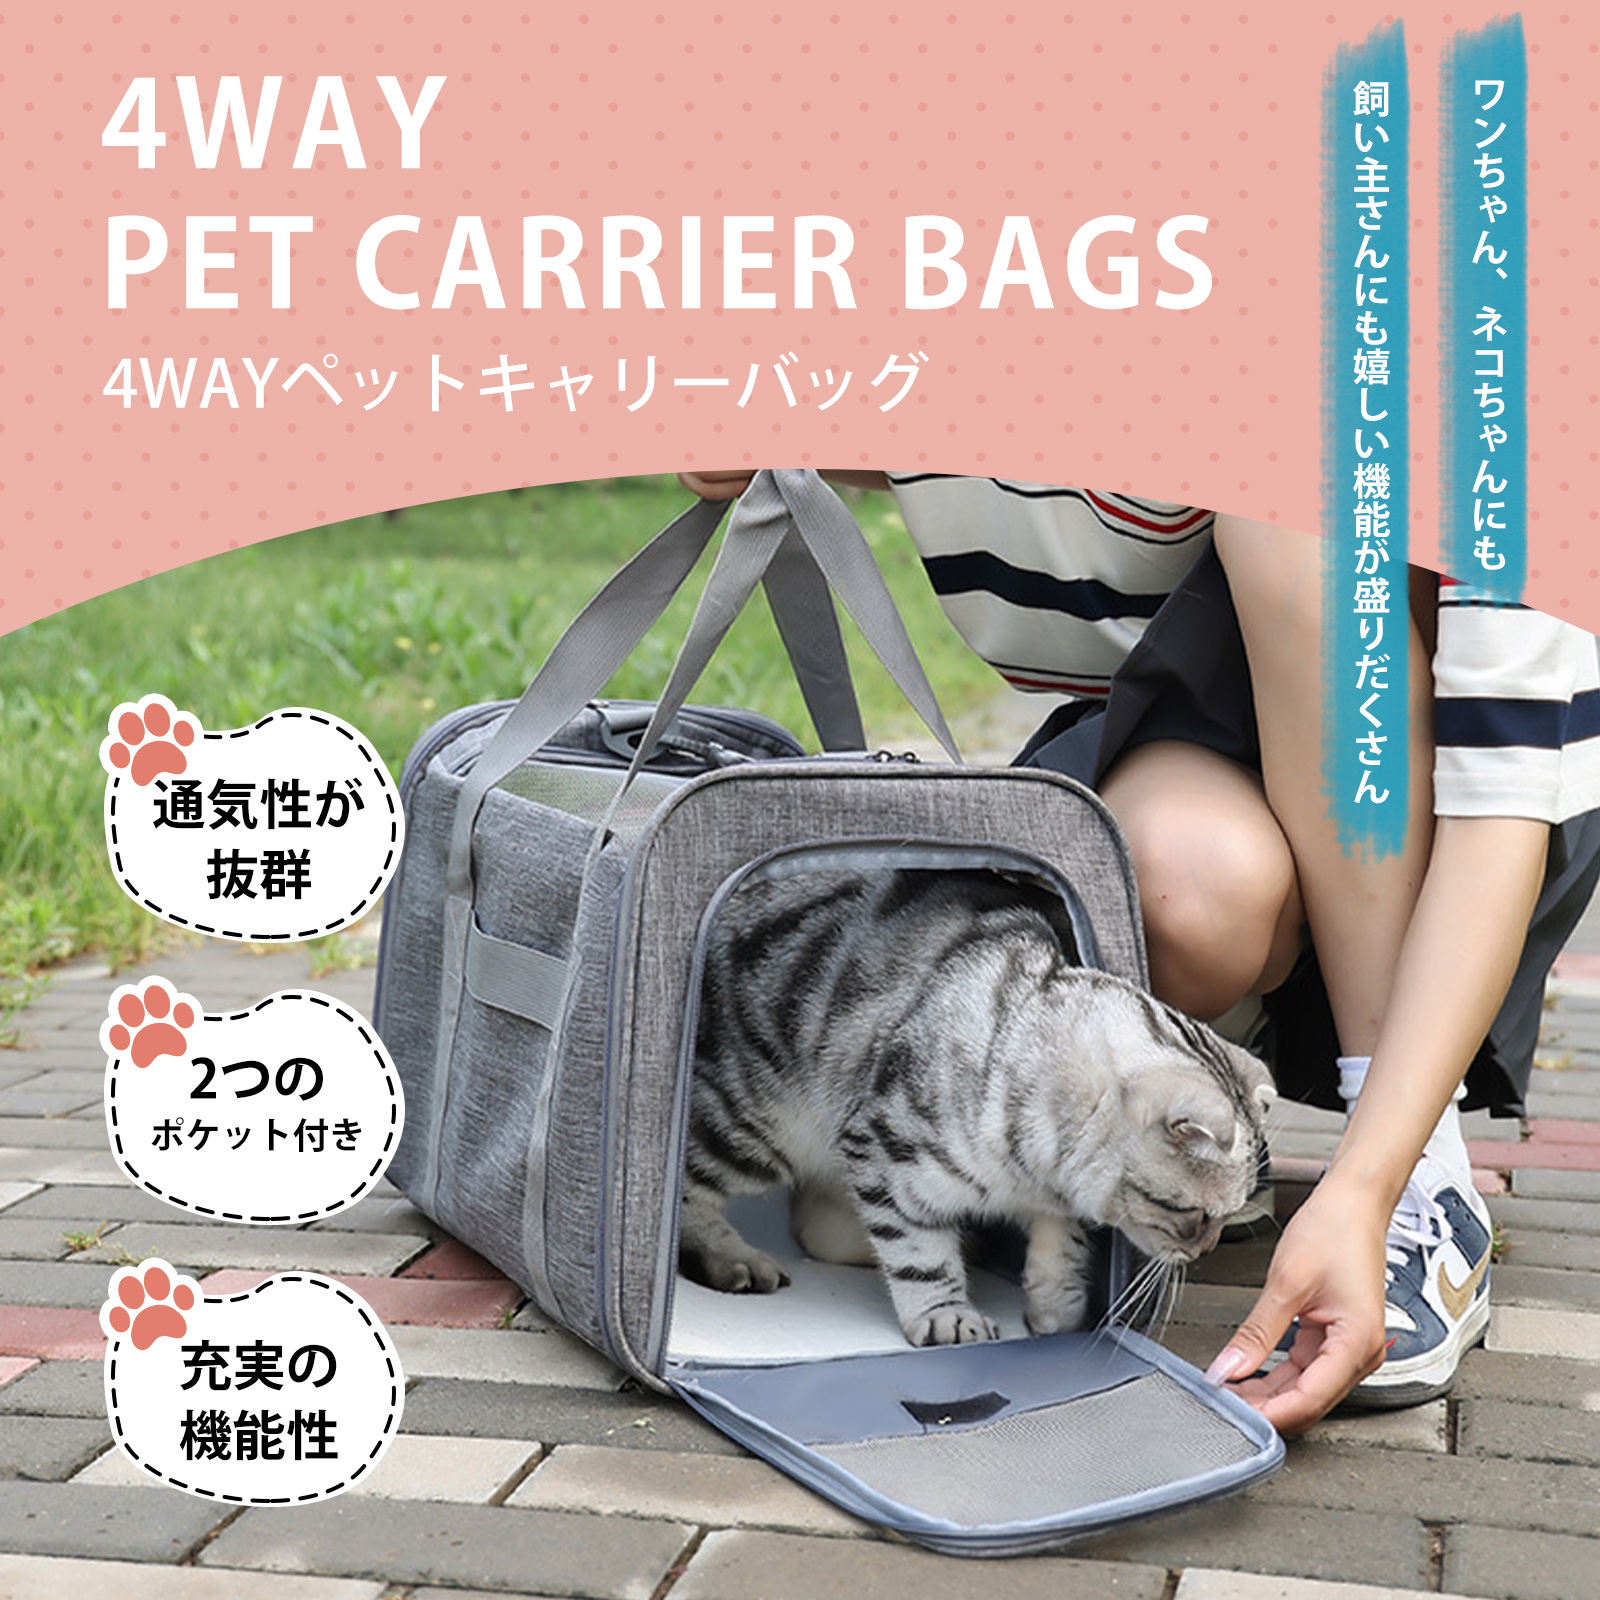 4WAY
PET CARRIER BAGS
4WAYペットキャリーバッグ
ワンちゃん、ネコちゃんにも
飼い主さんにも嬉しい機能が盛りだくさん
通気性が
抜群
2つの
ポケット付き
充実の
機能性